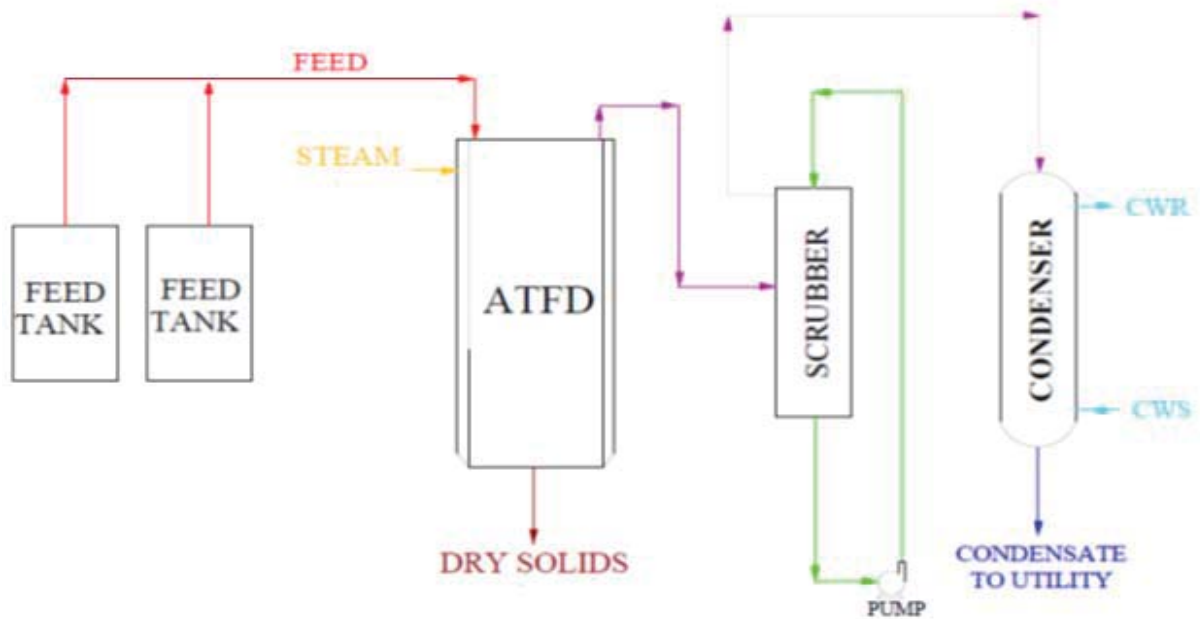 FEED
STEAM
FEED
TANK
FEED
TANK
ATFD
SCRUBBER
CONDENSER
CWR
CWS
DRY SOLIDS
PUMP
CONDENSATE
TO UTILITY